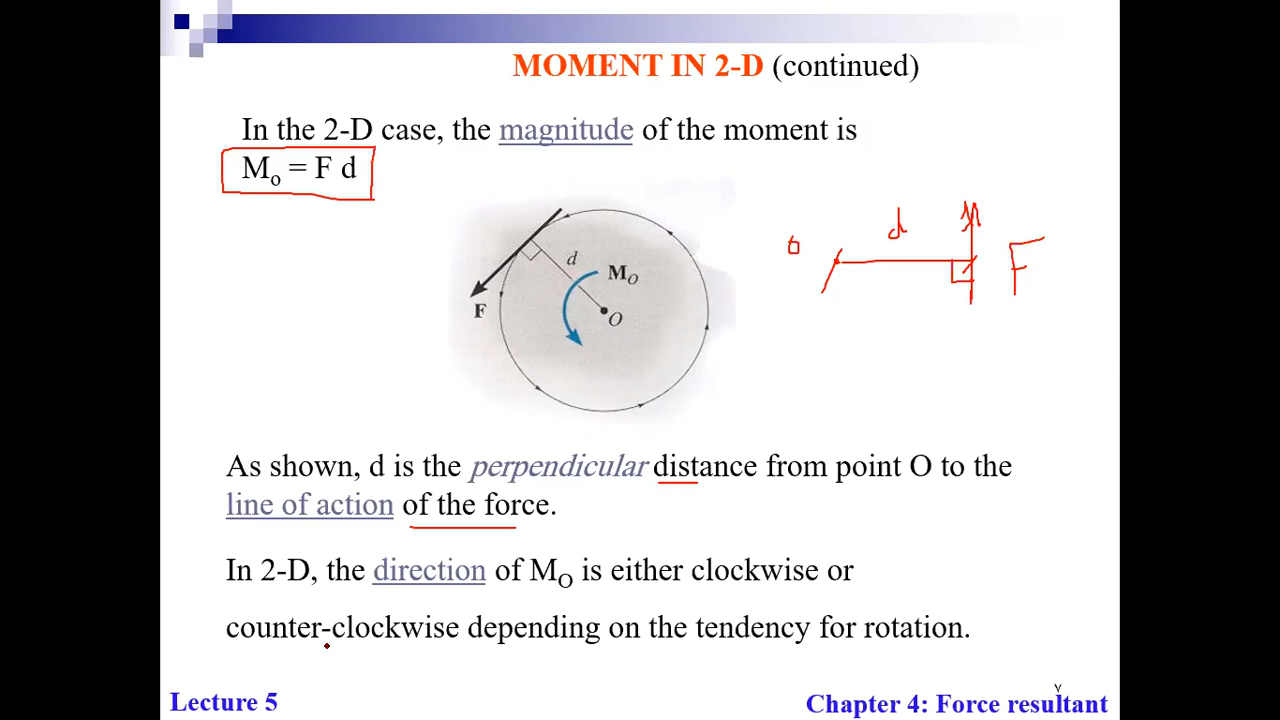 MOMENT IN 2-D (continued)
In the 2-D case, the magnitude of the moment is
Mo = F d
d
MO
F
O
o
d
F
As shown, d is the perpendicular distance from point O to the
line of action of the force.
In 2-D, the direction of MO is either clockwise or
counter-clockwise depending on the tendency for rotation.
Lecture 5
٧
Chapter 4: Force resultant